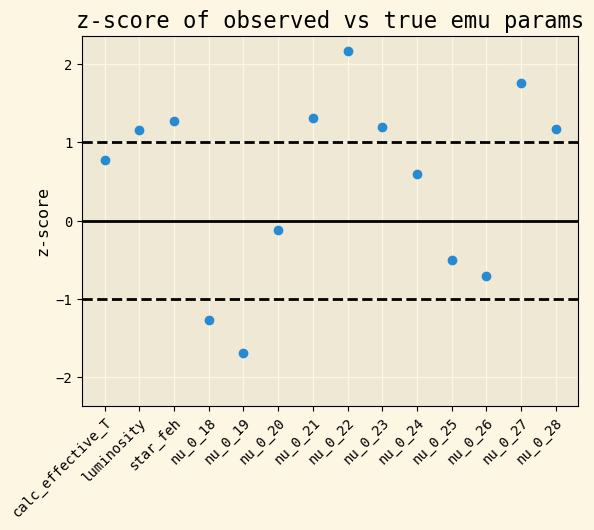 z-score of observed vs true emu params
z-score
2
1
0
−1
−2
calc_effective_T
luminosity
star_feh
nu_0_18
nu_0_19
nu_0_20
nu_0_21
nu_0_22
nu_0_23
nu_0_24
nu_0_25
nu_0_26
nu_0_27
nu_0_28